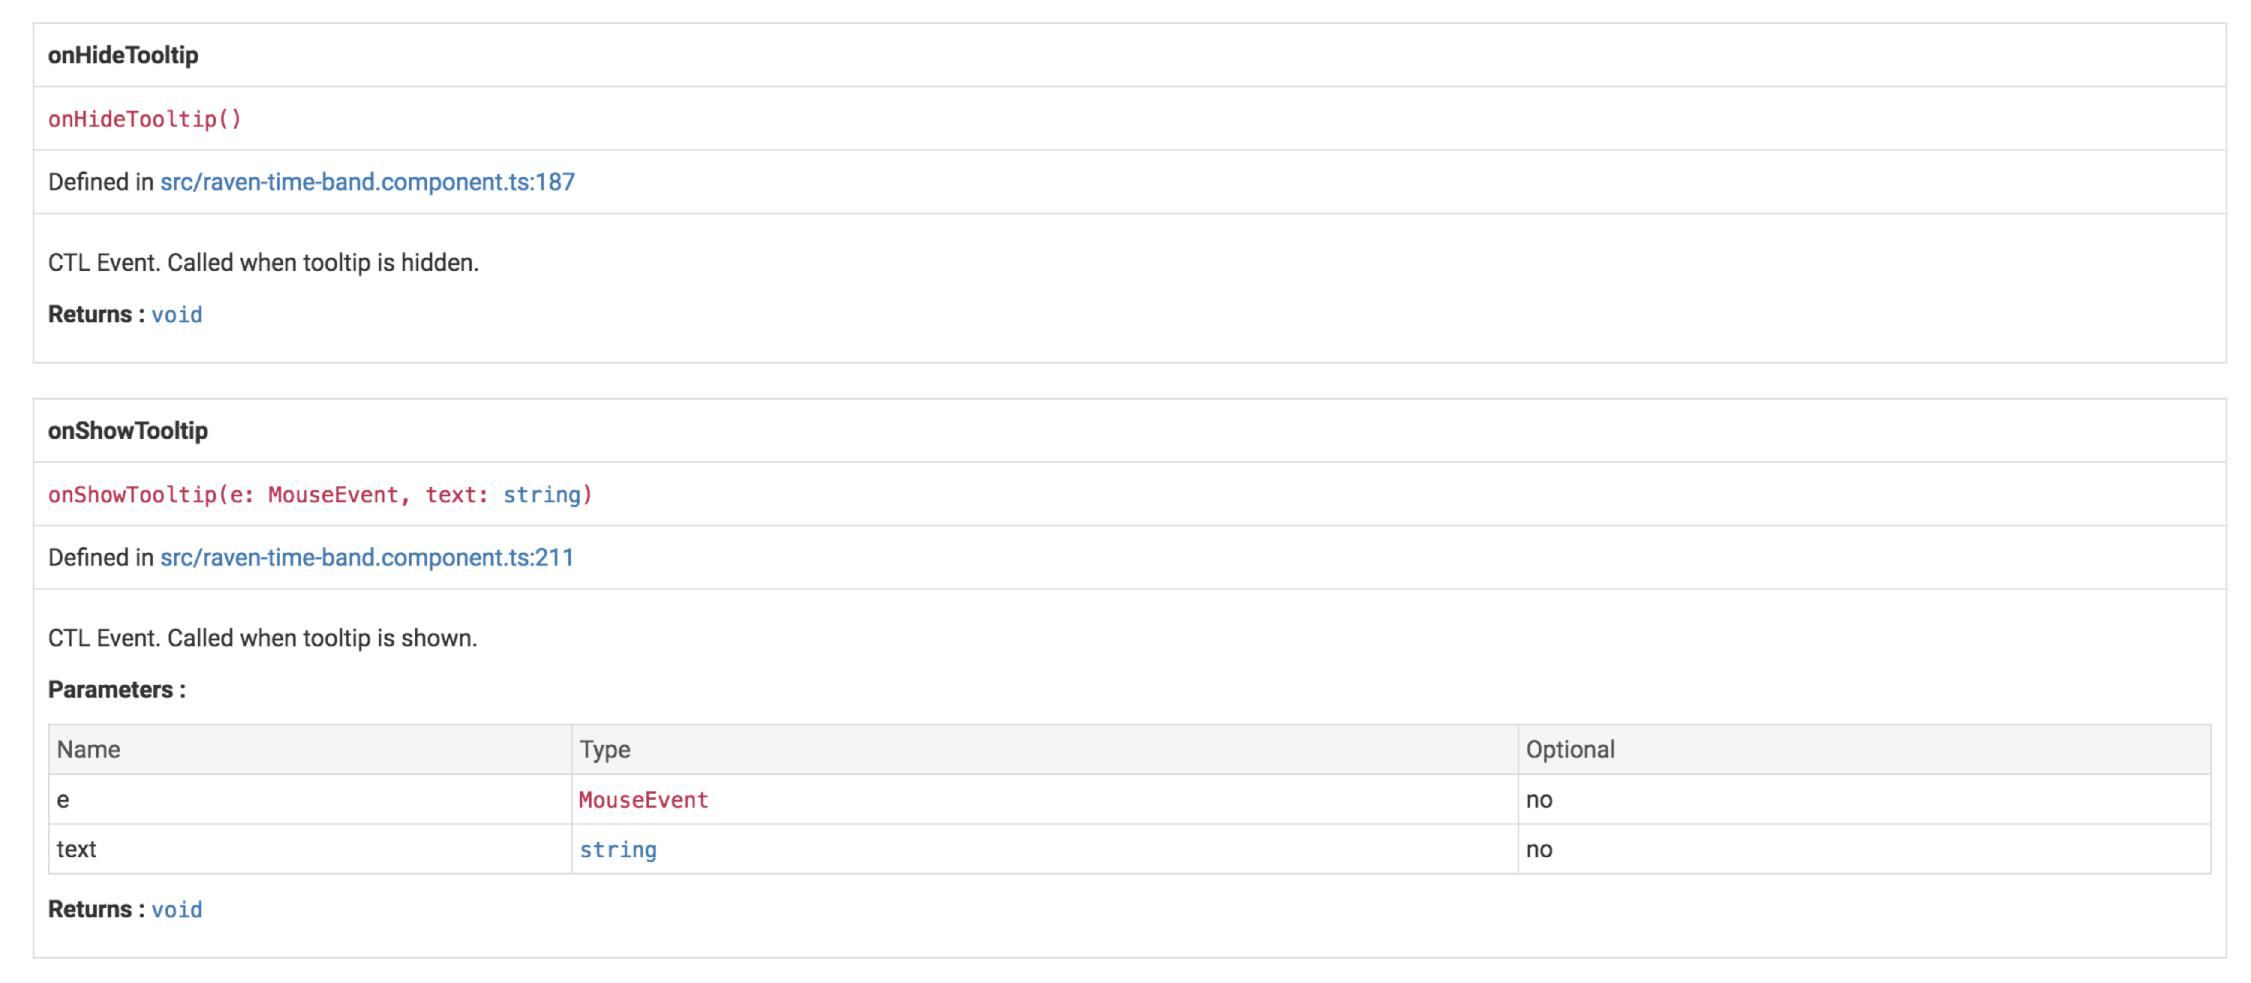 onHideTooltip
onHideTooltip()
Defined in src/raven-time-band.component.ts:187
CTL Event. Called when tooltip is hidden.
Returns : void
onShowTooltip
onShowTooltip(e: MouseEvent, text: string)
Defined in src/raven-time-band.component.ts:211
CTL Event. Called when tooltip is shown.
Parameters :
Name Type Optional
e MouseEvent no
text string no
Returns : void